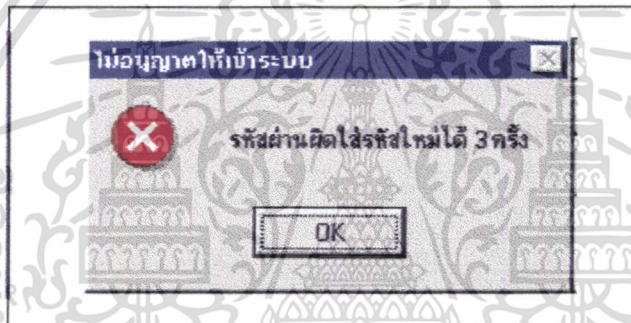 ไม่อนุญาตให้เข้าระบบ
รหัสผ่านผิดใส่รหัสใหม่ได้ 3 ครั้ง
OK